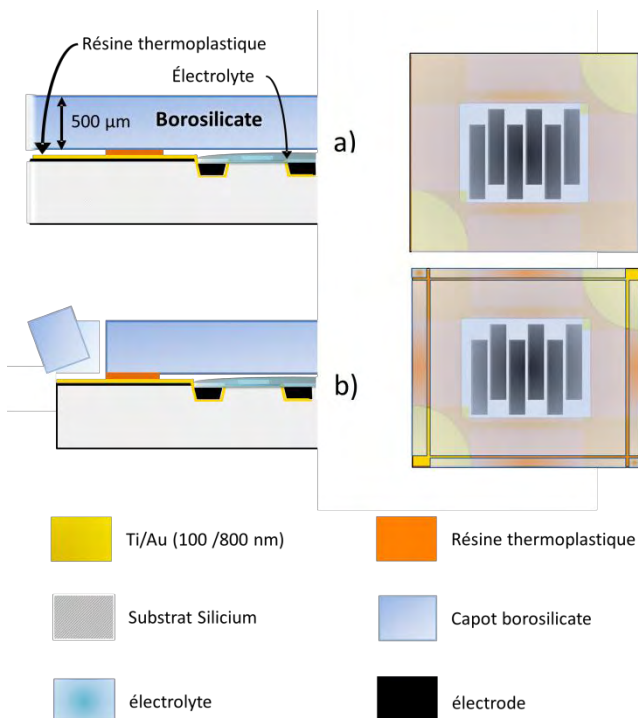 Résine thermoplastique
Électrolyte
500 µm
Borosilicate
a)
b)
Ti/Au (100 /800 nm)
Résine thermoplastique
Substrat Silicium
Capot borosilicate
électrolyte
électrode